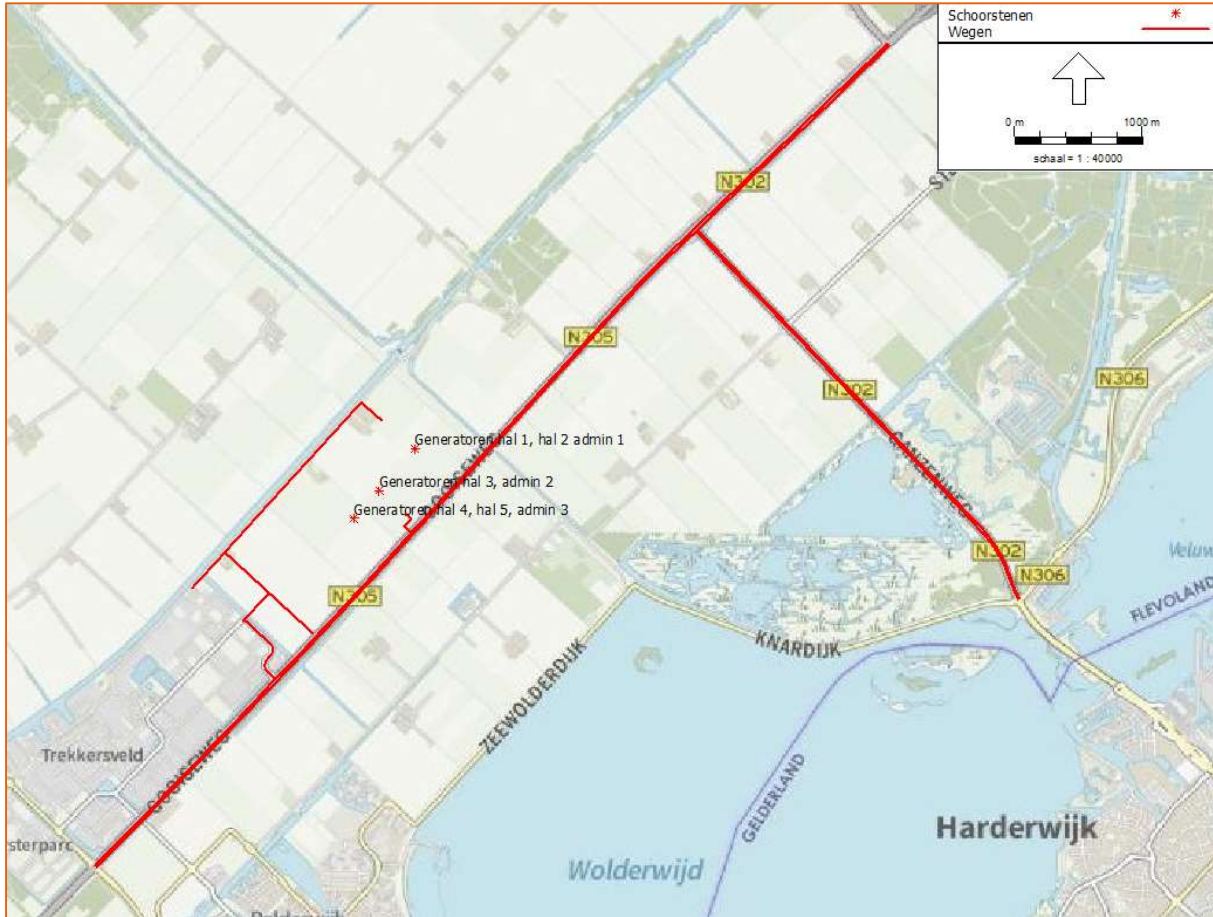 Schoorstenen
Wegen
0 m
1000 m
schaal = 1 : 40000
N302
N305
N302
N306
Generatoren hal 1, hal 2 admin 1
Generatoren hal 3, admin 2
Generatoren hal 4, hal 5, admin 3
GANZENWEG
N302
N306
N305
FLEVOLAND
KNARDIJK
ZEEWOLDERDIJK
Trekkersveld
GOOISEWEG
GELDERLAND
Harderwijk
Wolderwijd